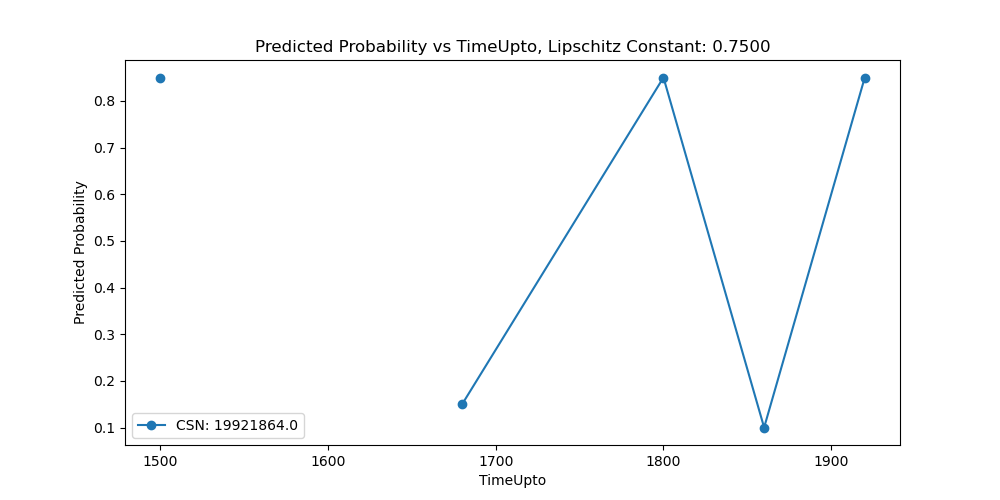 Predicted Probability vs TimeUpto, Lipschitz Constant: 0.7500
Predicted Probability
0.8
0.7
0.6
0.5
0.4
0.3
0.2
0.1
CSN: 19921864.0
1500 1600 1700 1800 1900
TimeUpto